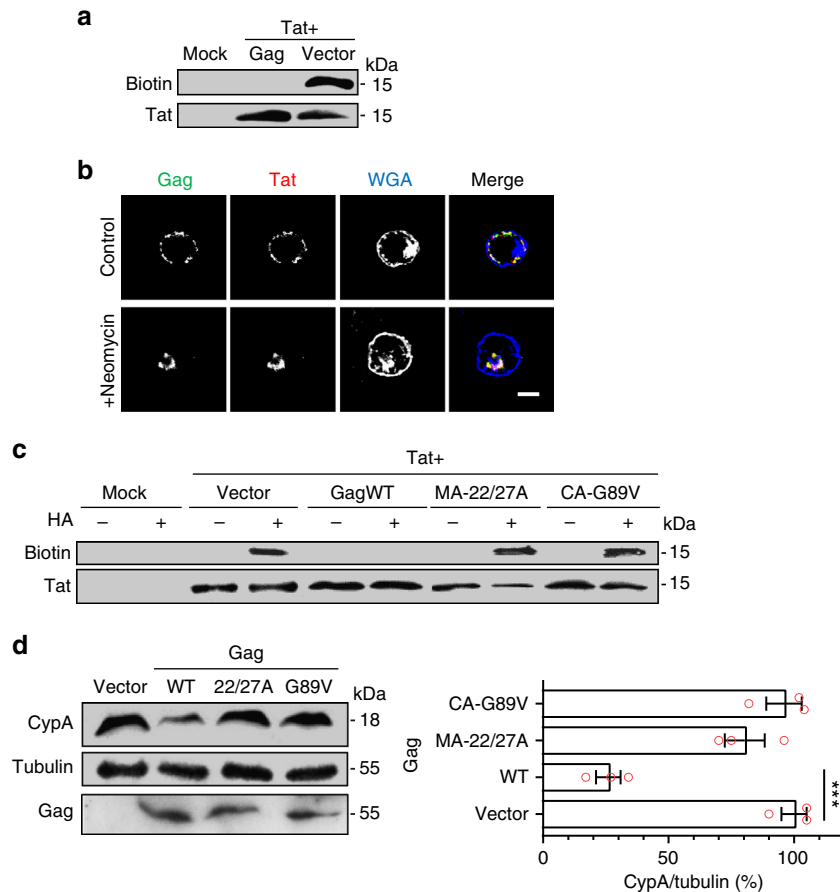 a
Tat+
Mock Gag Vector kDa
Biotin - 15
Tat - 15
b
Gag Tat WGA Merge
Control
+Neomycin
c
Tat+
Mock Vector GagWT MA-22/27A CA-G89V
HA – + – + – + – + – + kDa
Biotin - 15
Tat - 15
d
Gag
Vector WT 22/27A G89V kDa
CypA - 18
Tubulin - 55
Gag - 55
Gag
CA-G89V
MA-22/27A
WT
Vector
***
0 50 100
CypA/tubulin (%)